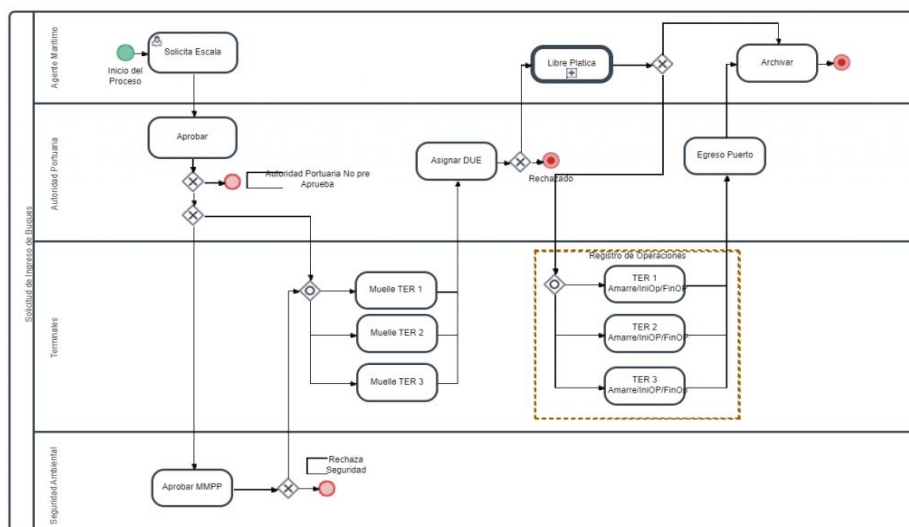 Solicitud de Ingreso de Buques
Agente Marítimo
Inicio del
Proceso
Solicita Escala
Libre Platica
Archivar
Autoridad Portuaria
Aprobar
Autoridad Portuaria No pre
Aprueba
Asignar DUE
Rechazado
Egreso Puerto
Terminales
Muelle TER 1
Muelle TER 2
Muelle TER 3
Registro de Operaciones
TER 1
Amarre/IniOp/FinOP
TER 2
Amarre/IniOp/FinOP
TER 3
Amarre/IniOp/FinOp
Seguridad Ambiental
Aprobar MMPP
Rechaza
Seguridad